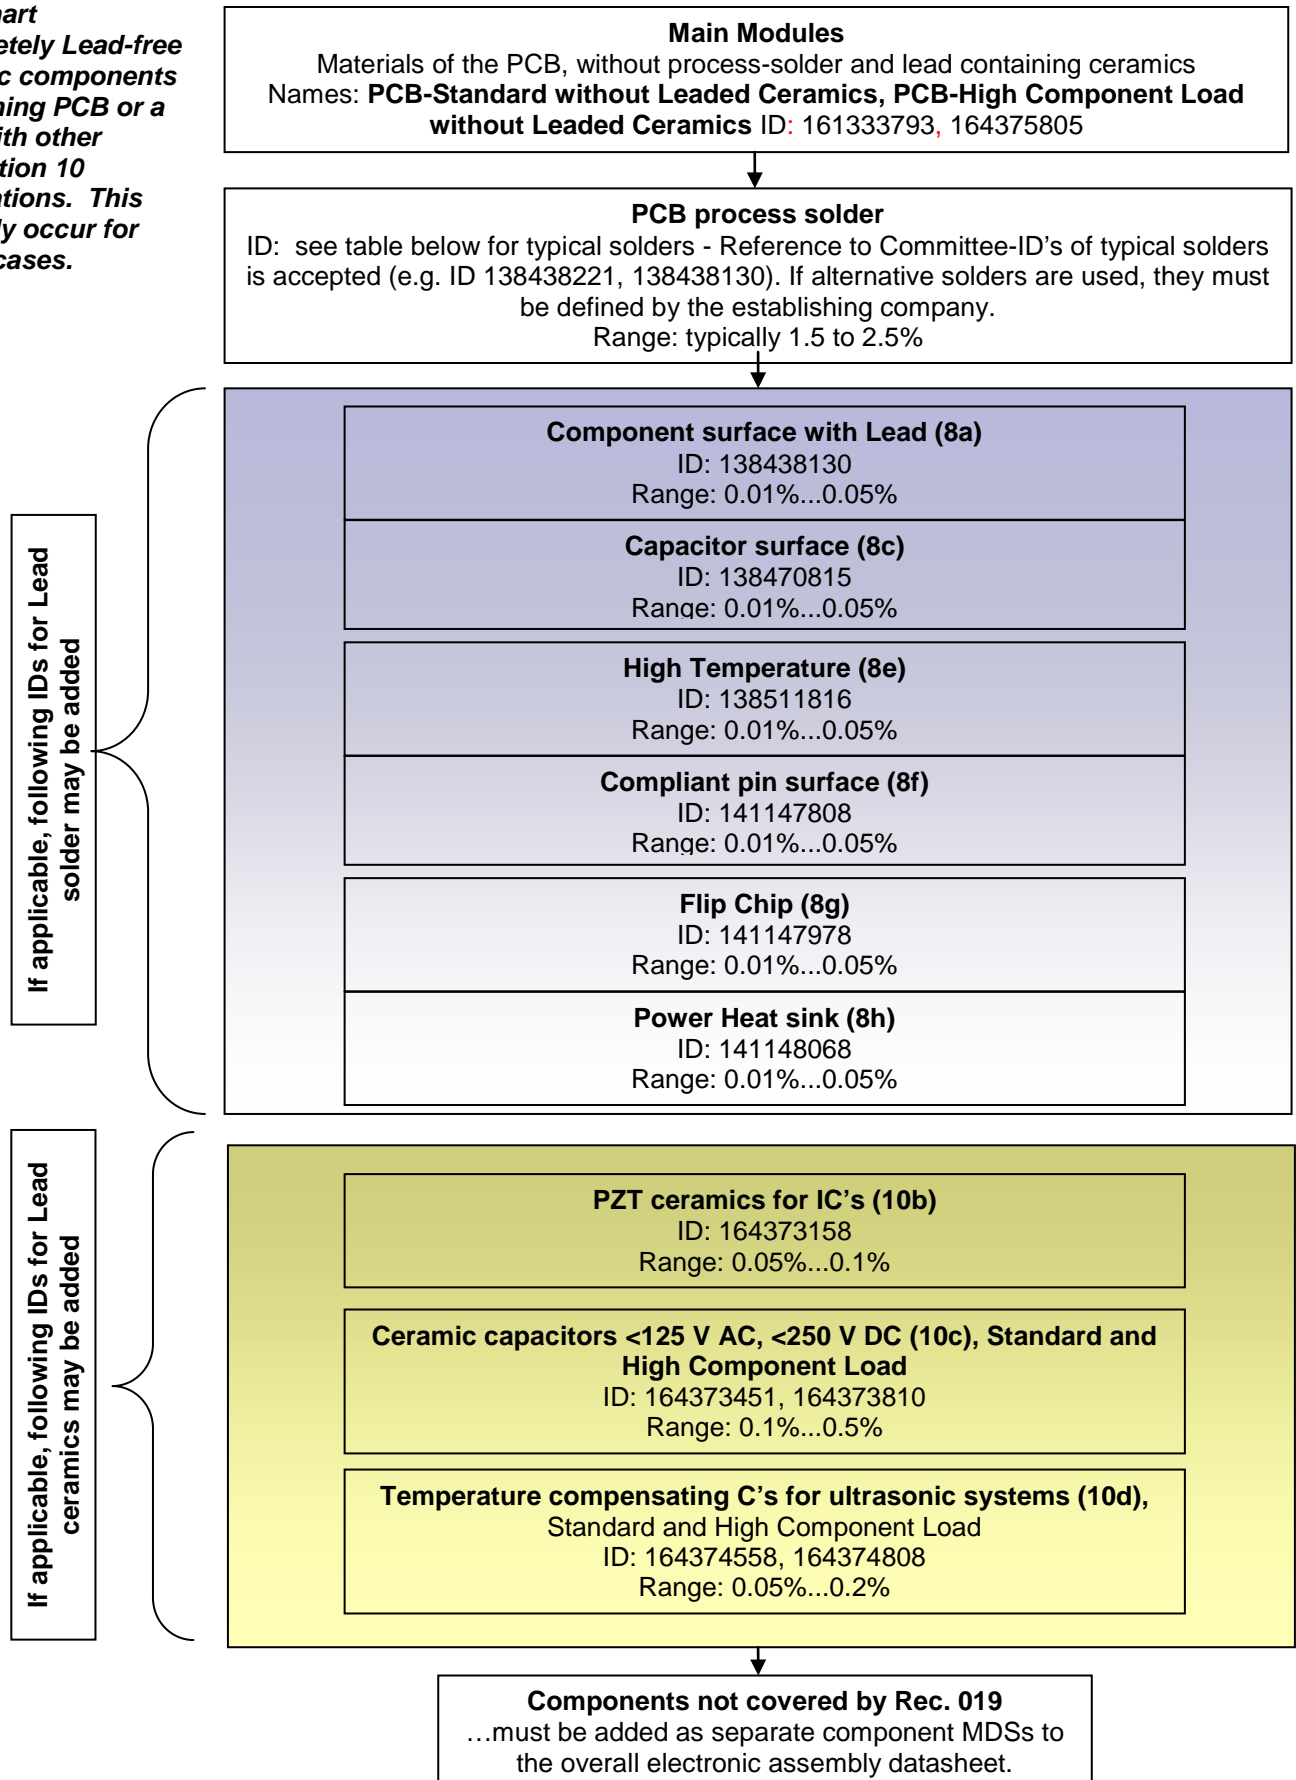 art
etely Lead-free
c components
ning PCB or a
ith other
tion 10
ations. This
ly occur for
cases.
Main Modules
Materials of the PCB, without process-solder and lead containing ceramics
Names: PCB-Standard without Leaded Ceramics, PCB-High Component Load
without Leaded Ceramics ID: 161333793, 164375805
PCB process solder
ID: see table below for typical solders - Reference to Committee-ID's of typical solders
is accepted (e.g. ID 138438221, 138438130). If alternative solders are used, they must
be defined by the establishing company.
Range: typically 1.5 to 2.5%
If applicable, following IDs for Lead
solder may be added
Component surface with Lead (8a)
ID: 138438130
Range: 0.01%...0.05%
Capacitor surface (8c)
ID: 138470815
Range: 0.01%...0.05%
High Temperature (8e)
ID: 138511816
Range: 0.01%...0.05%
Compliant pin surface (8f)
ID: 141147808
Range: 0.01%...0.05%
Flip Chip (8g)
ID: 141147978
Range: 0.01%...0.05%
Power Heat sink (8h)
ID: 141148068
Range: 0.01%...0.05%
If applicable, following IDs for Lead
ceramics may be added
PZT ceramics for IC's (10b)
ID: 164373158
Range: 0.05%...0.1%
Ceramic capacitors <125 V AC, <250 V DC (10c), Standard and
High Component Load
ID: 164373451, 164373810
Range: 0.1%...0.5%
Temperature compensating C's for ultrasonic systems (10d),
Standard and High Component Load
ID: 164374558, 164374808
Range: 0.05%...0.2%
Components not covered by Rec. 019
…must be added as separate component MDSs to
the overall electronic assembly datasheet.